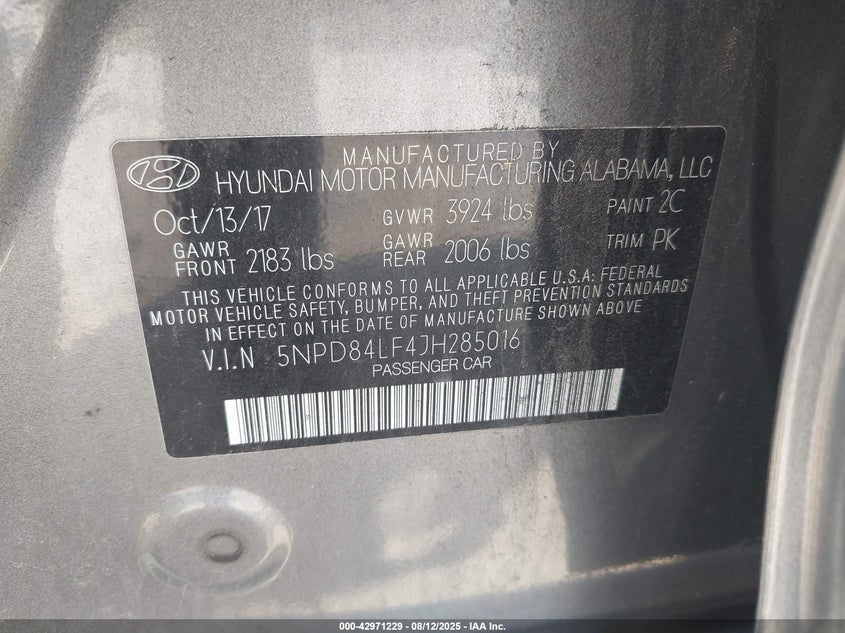 MANUFACTURED BY
HYUNDAI MOTOR MANUFACTURING ALABAMA, LLC
Oct/13/17 GVWR 3924 lbs PAINT 2C
GAWR FRONT 2183 lbs GAWR REAR 2006 lbs TRIM PK
THIS VEHICLE CONFORMS TO ALL APPLICABLE U.S.A: FEDERAL
MOTOR VEHICLE SAFETY, BUMPER, AND THEFT PREVENTION STANDARDS
IN EFFECT ON THE DATE OF MANUFACTURE SHOWN ABOVE
V.I.N 5NPD84LF4JH285016
PASSENGER CAR
000-42971229 - 08/12/2025 - IAA Inc.